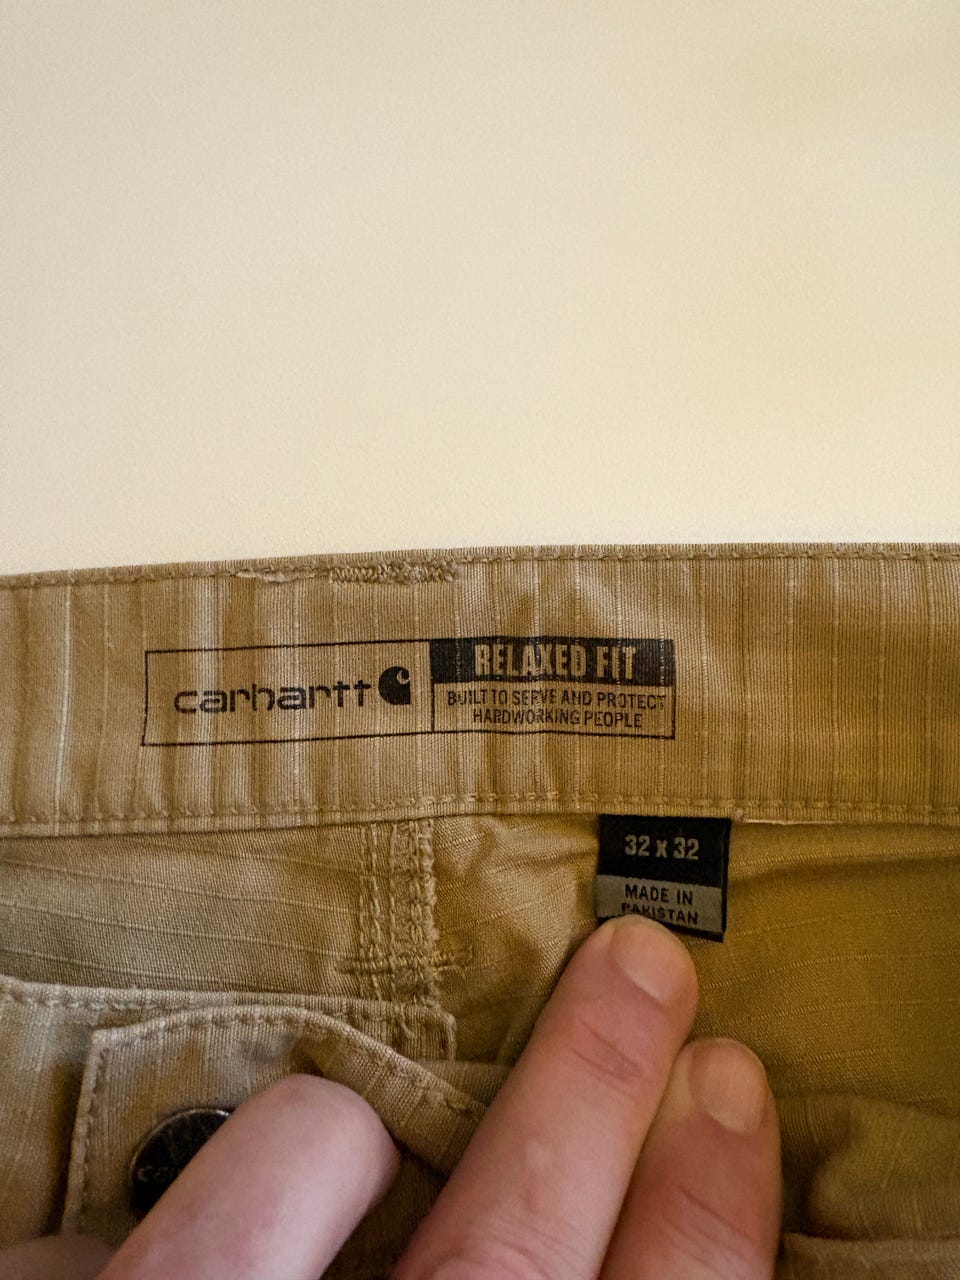 carhartt
RELAXED FIT
BUILT TO SERVE AND PROTECT
HARDWORKING PEOPLE
32 x 32
MADE IN
PAKISTAN